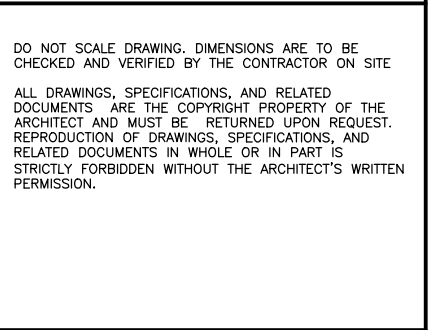 DO NOT SCALE DRAWING. DIMENSIONS ARE TO BE
CHECKED AND VERIFIED BY THE CONTRACTOR ON SITE
ALL DRAWINGS, SPECIFICATIONS, AND RELATED
DOCUMENTS ARE THE COPYRIGHT PROPERTY OF THE
ARCHITECT AND MUST BE RETURNED UPON REQUEST.
REPRODUCTION OF DRAWINGS, SPECIFICATIONS, AND
RELATED DOCUMENTS IN WHOLE OR IN PART IS
STRICTLY FORBIDDEN WITHOUT THE ARCHITECT'S WRITTEN
PERMISSION.